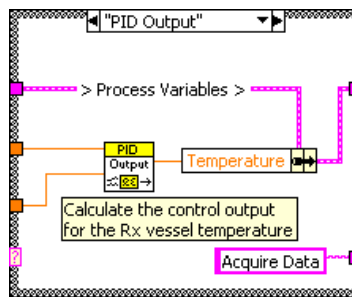 "PID Output"
> Process Variables >
PID
Output
Temperature
Calculate the control output
for the Rx vessel temperature
?
Acquire Data